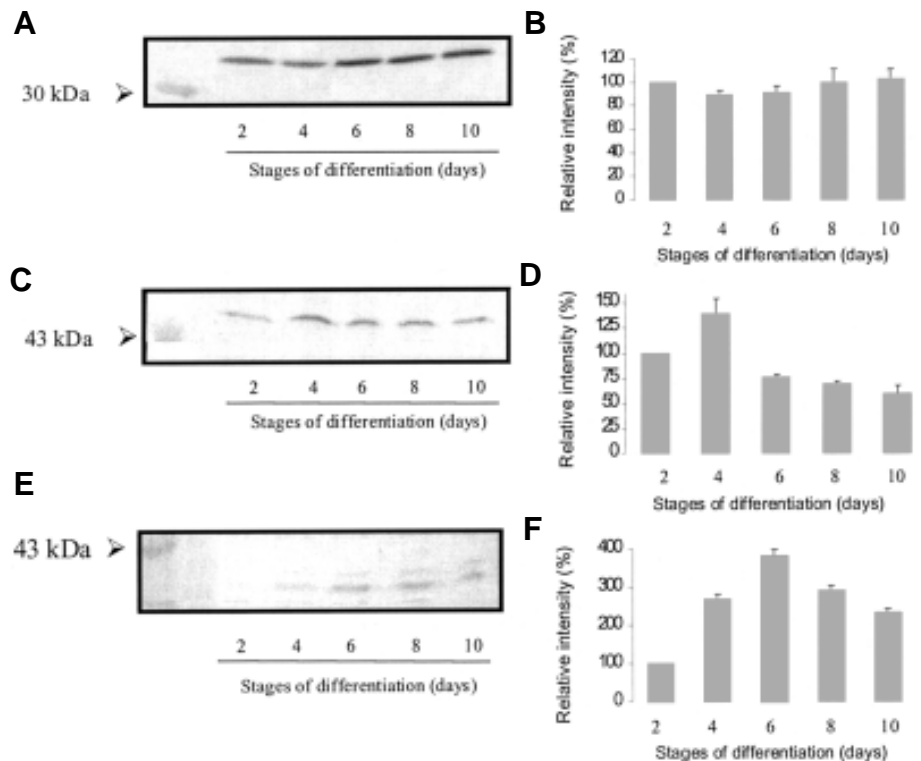 A
30 kDa
2 4 6 8 10
Stages of differentiation (days)
B
Relative intensity (%)
120
100
80
60
40
20
0
2 4 6 8 10
Stages of differentiation (days)
C
43 kDa
2 4 6 8 10
Stages of differentiation (days)
D
Relative intensity (%)
150
125
100
75
50
25
0
2 4 6 8 10
Stages of differentiation (days)
E
43 kDa
2 4 6 8 10
Stages of differentiation (days)
F
Relative intensity (%)
400
300
200
100
0
2 4 6 8 10
Stages of differentiation (days)